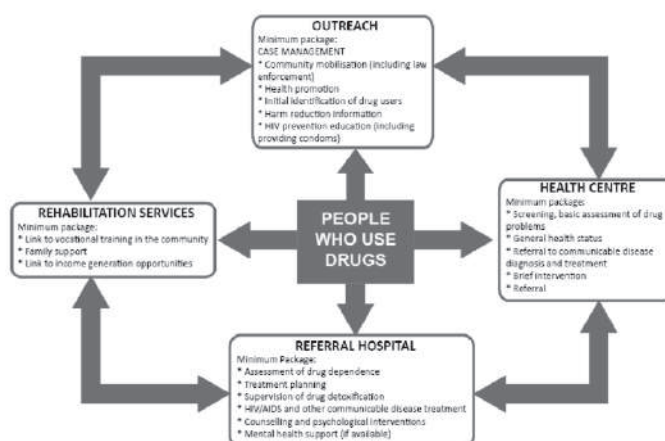 OUTREACH
Minimum package:
CASE MANAGEMENT
* Community mobilisation (including law
enforcement)
* Health promotion
* Initial identification of drug users
* Harm reduction information
* HIV prevention education (including
providing condoms)
REHABILITATION SERVICES
Minimum package:
* Link to vocational training in the community
* Family support
* Link to income generation opportunities
PEOPLE
WHO USE
DRUGS
HEALTH CENTRE
Minimum package:
* Screening, basic assessment of drug
problems
* General health status
* Referral to communicable disease
diagnosis and treatment
* Brief intervention
* Referral
REFERRAL HOSPITAL
Minimum Package:
* Assessment of drug dependence
* Treatment planning
* Supervision of drug detoxification
* HIV/AIDS and other communicable disease treatment
* Counselling and psychological interventions
* Mental health support (if available)